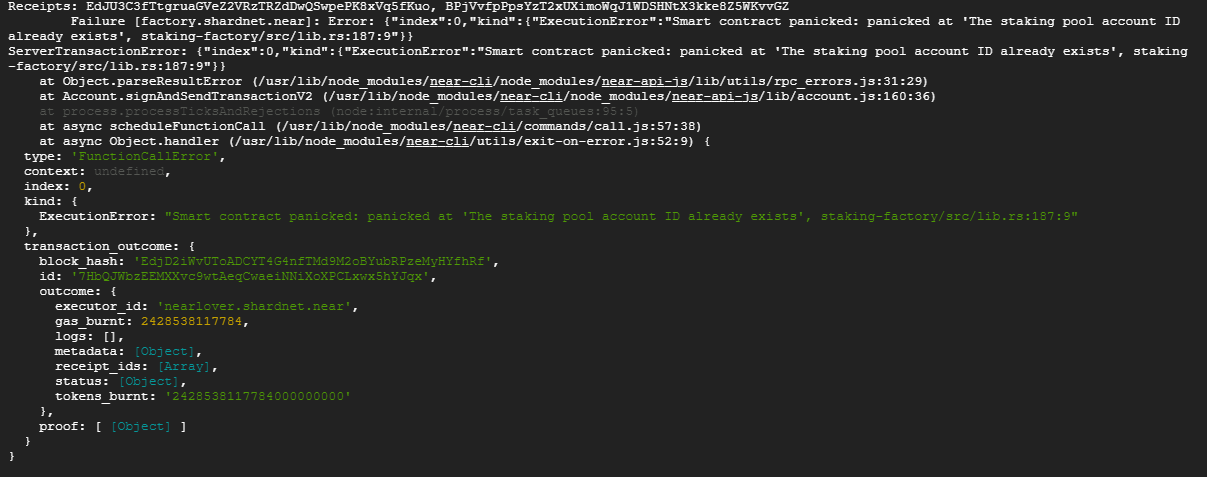 Receipts: EdJU3C3fTtgruaGVeZ2VRzTRZdDwQSwpePK8xVq5fKuo, BPjVvfpPpsYzT2xUXimoWqJ1WDSHNtX3kke8Z5WKvvGZ
Failure [factory.shardnet.near]: Error: {"index":0,"kind":{"ExecutionError":"Smart contract panicked: panicked at 'The staking pool account ID
already exists', staking-factory/src/lib.rs:187:9"}}
ServerTransactionError: {"index":0,"kind":{"ExecutionError":"Smart contract panicked: panicked at 'The staking pool account ID already exists', staking
-factory/src/lib.rs:187:9"}}
at Object.parseResultError (/usr/lib/node_modules/near-cli/node_modules/near-api-js/lib/utils/rpc_errors.js:31:29)
at Account.signAndSendTransactionV2 (/usr/lib/node_modules/near-cli/node_modules/near-api-js/lib/account.js:160:36)
at process.processTicksAndRejections (node:internal/process/task_queues:95:5)
at async scheduleFunctionCall (/usr/lib/node_modules/near-cli/commands/call.js:57:38)
at async Object.handler (/usr/lib/node_modules/near-cli/utils/exit-on-error.js:52:9) {
type: 'FunctionCallError',
context: undefined,
index: 0,
kind: {
ExecutionError: "Smart contract panicked: panicked at 'The staking pool account ID already exists', staking-factory/src/lib.rs:187:9"
},
transaction_outcome: {
block_hash: 'EdjD2iWvUToADCYT4G4nfTMd9M2oBYubRPzeMyHYfhRf',
id: '7HbQJWbzEEMXXvc9wtAeqCwaeiNNiXoXPCLxwx5hYJqx',
outcome: {
executor_id: 'nearlover.shardnet.near',
gas_burnt: 2428538117784,
logs: [],
metadata: [Object],
receipt_ids: [Array],
status: [Object],
tokens_burnt: '2428538117784000000000'
},
proof: [ [Object] ]
}
}